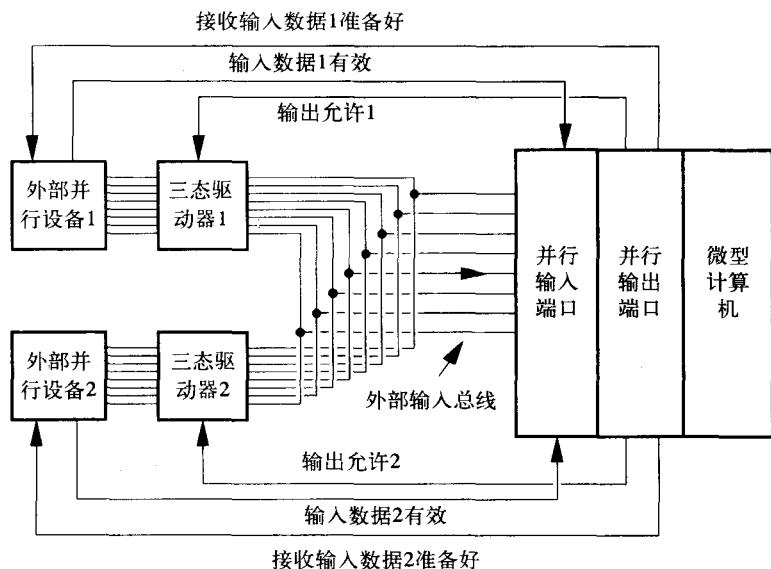 接收输入数据1准备好
输入数据1有效
输出允许1
外部并
行设备1
三态驱
动器1
并行
输入
端口
并行
输出
端口
微型
计算
机
外部并
行设备2
三态驱
动器2
外部输入总线
输出允许2
输入数据2有效
接收输入数据2准备好